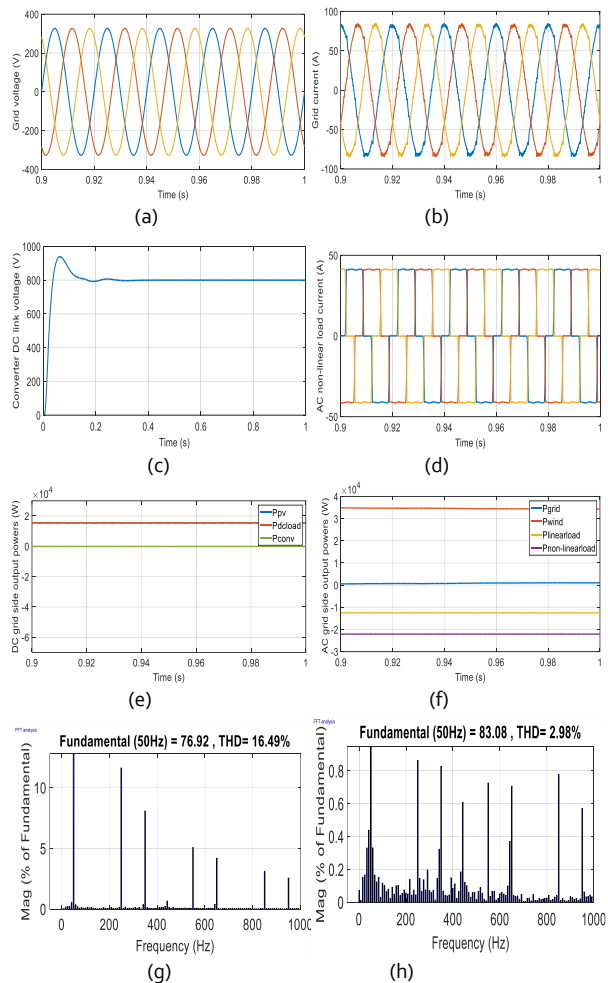 400
200
0
-200
-400
Grid voltage (V)
0.9 0.92 0.94 0.96 0.98 1
Time (s)
(a)
100
50
0
-50
-100
Grid current (A)
0.9 0.92 0.94 0.96 0.98 1
Time (s)
(b)
1000
800
600
400
200
0
Converter DC link voltage (V)
0 0.2 0.4 0.6 0.8 1
Time (s)
(c)
50
0
-50
AC non-linear load current (A)
0.9 0.92 0.94 0.96 0.98 1
Time (s)
(d)
×10^4
2
0
-2
-4
-6
DC grid side output powers (W)
Ppv
Pdcload
Pconv
0.9 0.92 0.94 0.96 0.98 1
Time (s)
(e)
×10^4
4
3
2
1
0
-1
-2
-3
AC grid side output powers (W)
Pgrid
Pwind
Plinearload
Pnon-linearload
0.9 0.92 0.94 0.96 0.98 1
Time (s)
(f)
FFT analysis
Fundamental (50Hz) = 76.92 , THD= 16.49%
10
5
0
Mag (% of Fundamental)
0 200 400 600 800 1000
Frequency (Hz)
(g)
FFT analysis
Fundamental (50Hz) = 83.08 , THD= 2.98%
0.8
0.6
0.4
0.2
0
Mag (% of Fundamental)
0 200 400 600 800 1000
Frequency (Hz)
(h)